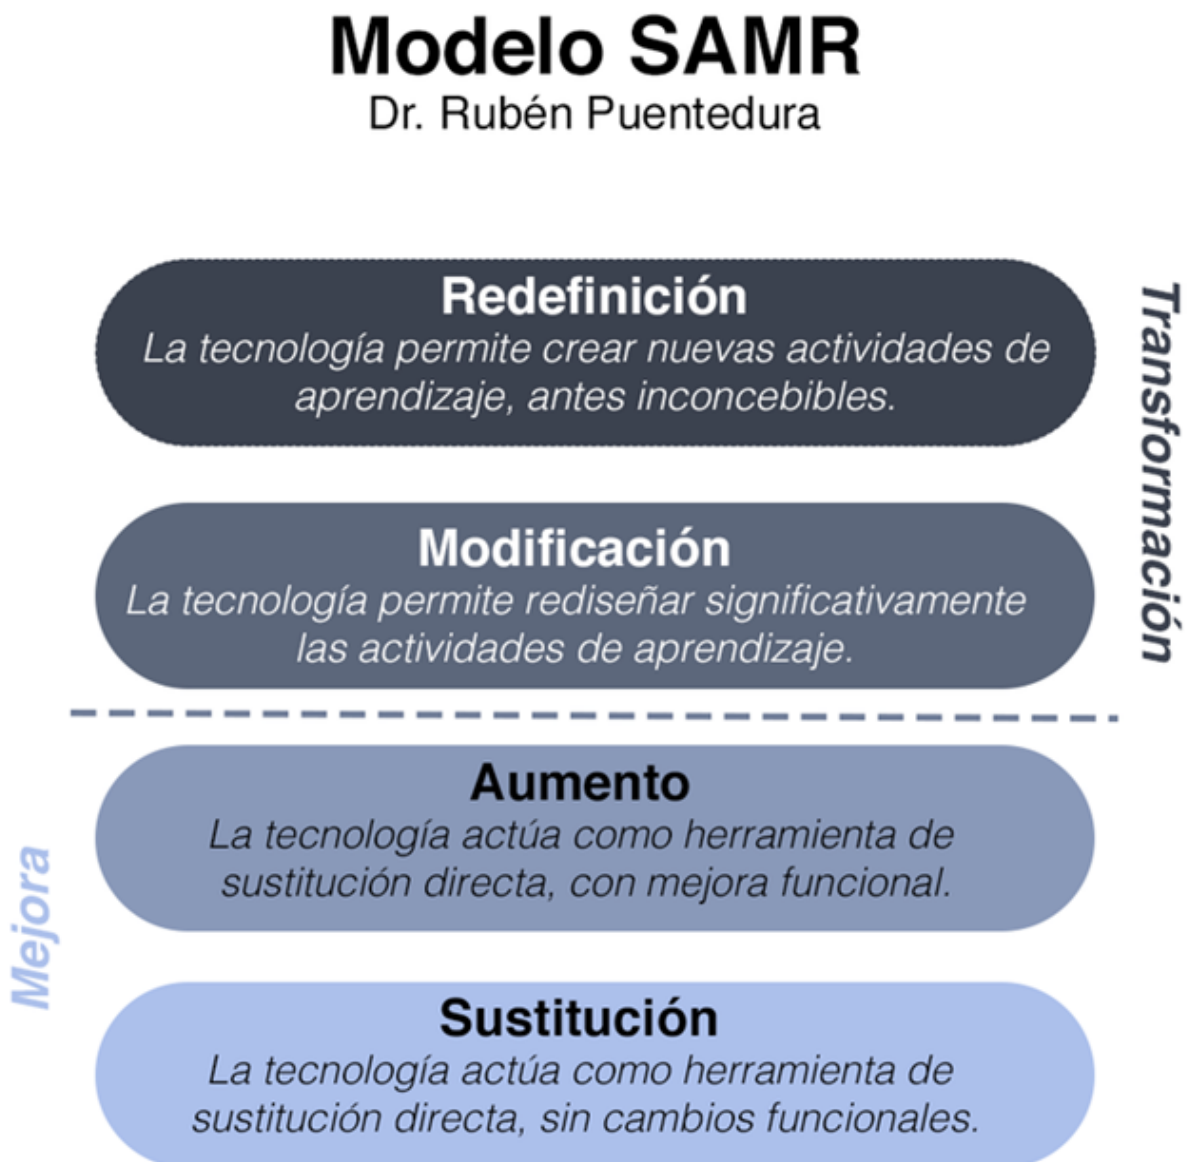 Modelo SAMR
Dr. Rubén Puentedura
Redefinición
La tecnología permite crear nuevas actividades de
aprendizaje, antes inconcebibles.
Transformación
Modificación
La tecnología permite rediseñar significativamente
las actividades de aprendizaje.
Aumento
La tecnología actúa como herramienta de
sustitución directa, con mejora funcional.
Mejora
Sustitución
La tecnología actúa como herramienta de
sustitución directa, sin cambios funcionales.